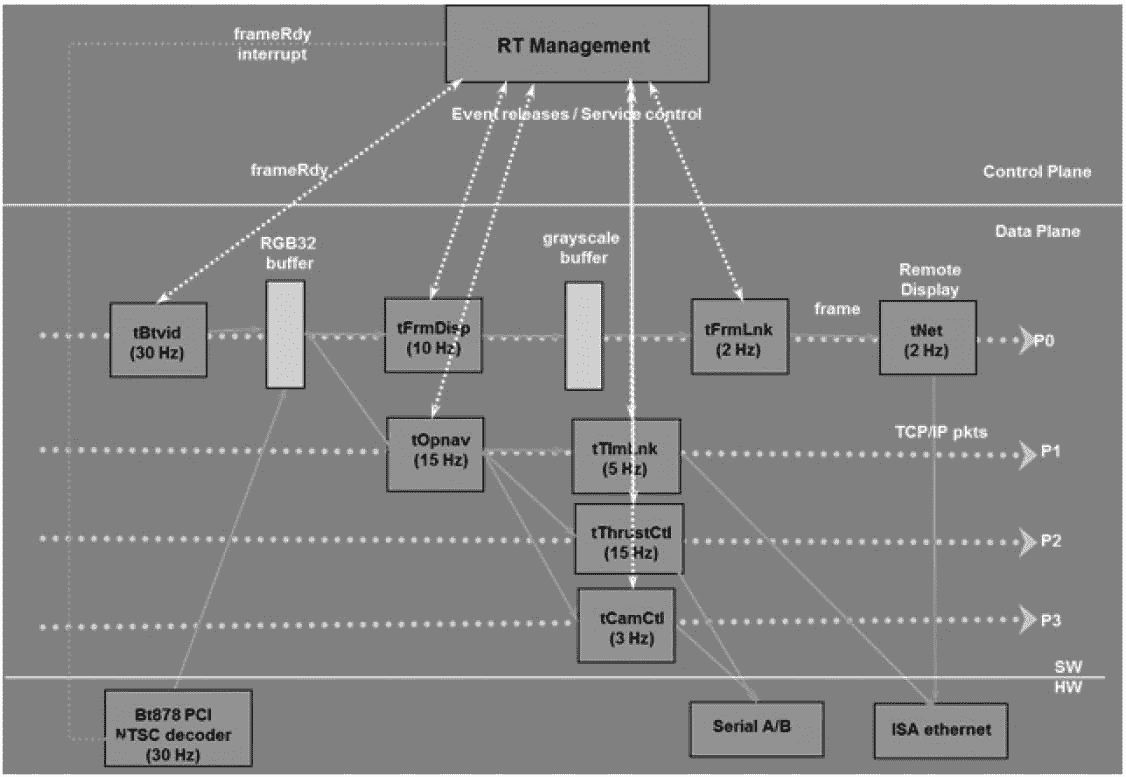 frameRdy
interrupt
RT Management
Event releases / Service control
frameRdy
Control Plane
Data Plane
RGB32
buffer
grayscale
buffer
Remote
Display
tBtvid
(30 Hz)
tFrmDisp
(10 Hz)
tFrmLnk
(2 Hz)
frame
tNet
(2 Hz)
P0
tOpnav
(15 Hz)
tTlmLnk
(5 Hz)
TCP/IP pkts
P1
tThrustCtl
(15 Hz)
P2
tCamCtl
(3 Hz)
P3
SW
HW
Bt878 PCI
NTSC decoder
(30 Hz)
Serial A/B
ISA ethernet